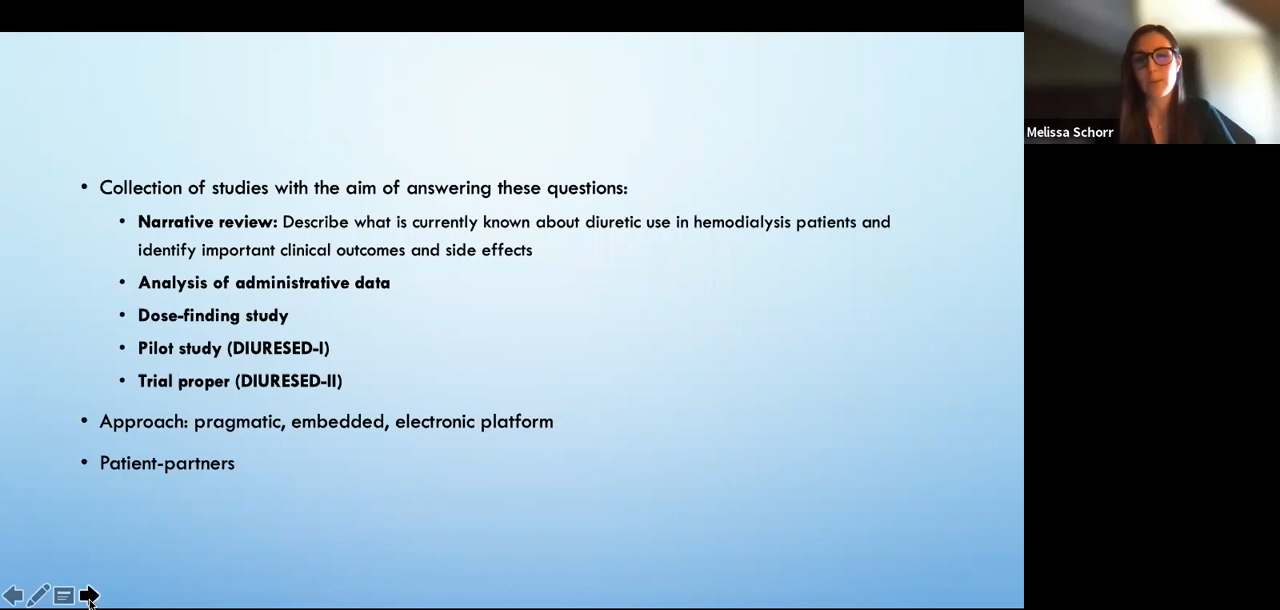 • Collection of studies with the aim of answering these questions:
• Narrative review: Describe what is currently known about diuretic use in hemodialysis patients and
identify important clinical outcomes and side effects
• Analysis of administrative data
• Dose-finding study
• Pilot study (DIURESED-I)
• Trial proper (DIURESED-II)
• Approach: pragmatic, embedded, electronic platform
• Patient-partners
Melissa Schorr